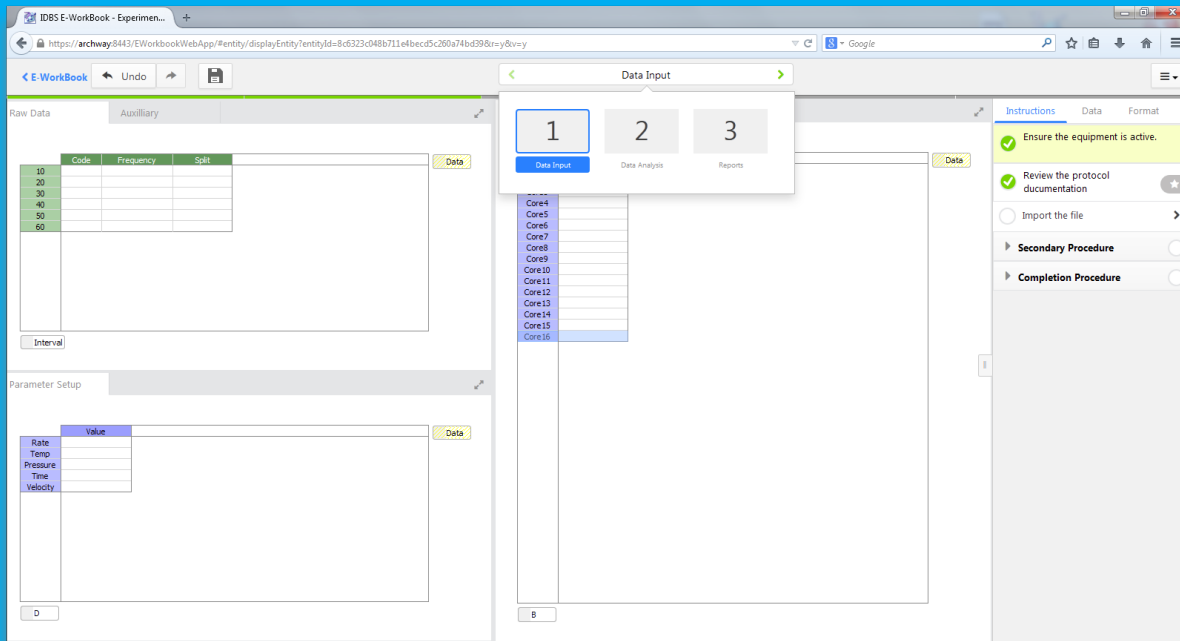 IDBS E-WorkBook - Experimen...
https://archway:8443/EWorkbookWebApp/#entity/displayEntity?entityId=8c6323c048b711e4becd5c260a74bd39&r=y&v=y
8 Google
E-WorkBook Undo
Data Input
Raw Data Auxilliary
1 2 3
Data Input Data Analysis Reports
Instructions Data Format
Ensure the equipment is active.
Review the protocol
ducumentation
Import the file
Secondary Procedure
Completion Procedure
Code Frequency Split
Data
10
20
30
40
50
60
Interval
Data
Core4
Core5
Core6
Core7
Core8
Core9
Core10
Core11
Core12
Core13
Core14
Core15
Core16
B
Parameter Setup
Value
Data
Rate
Temp
Pressure
Time
Velocity
D